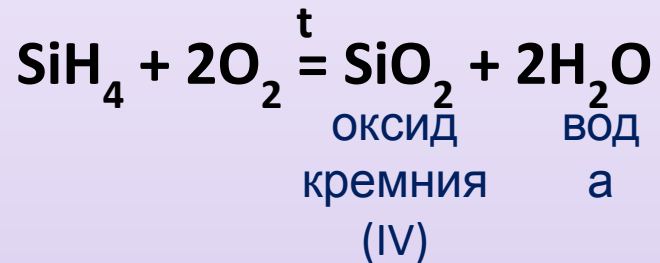 t
SiH₄ + 2O₂ = SiO₂ + 2H₂O
оксид вод
кремния а
(IV)